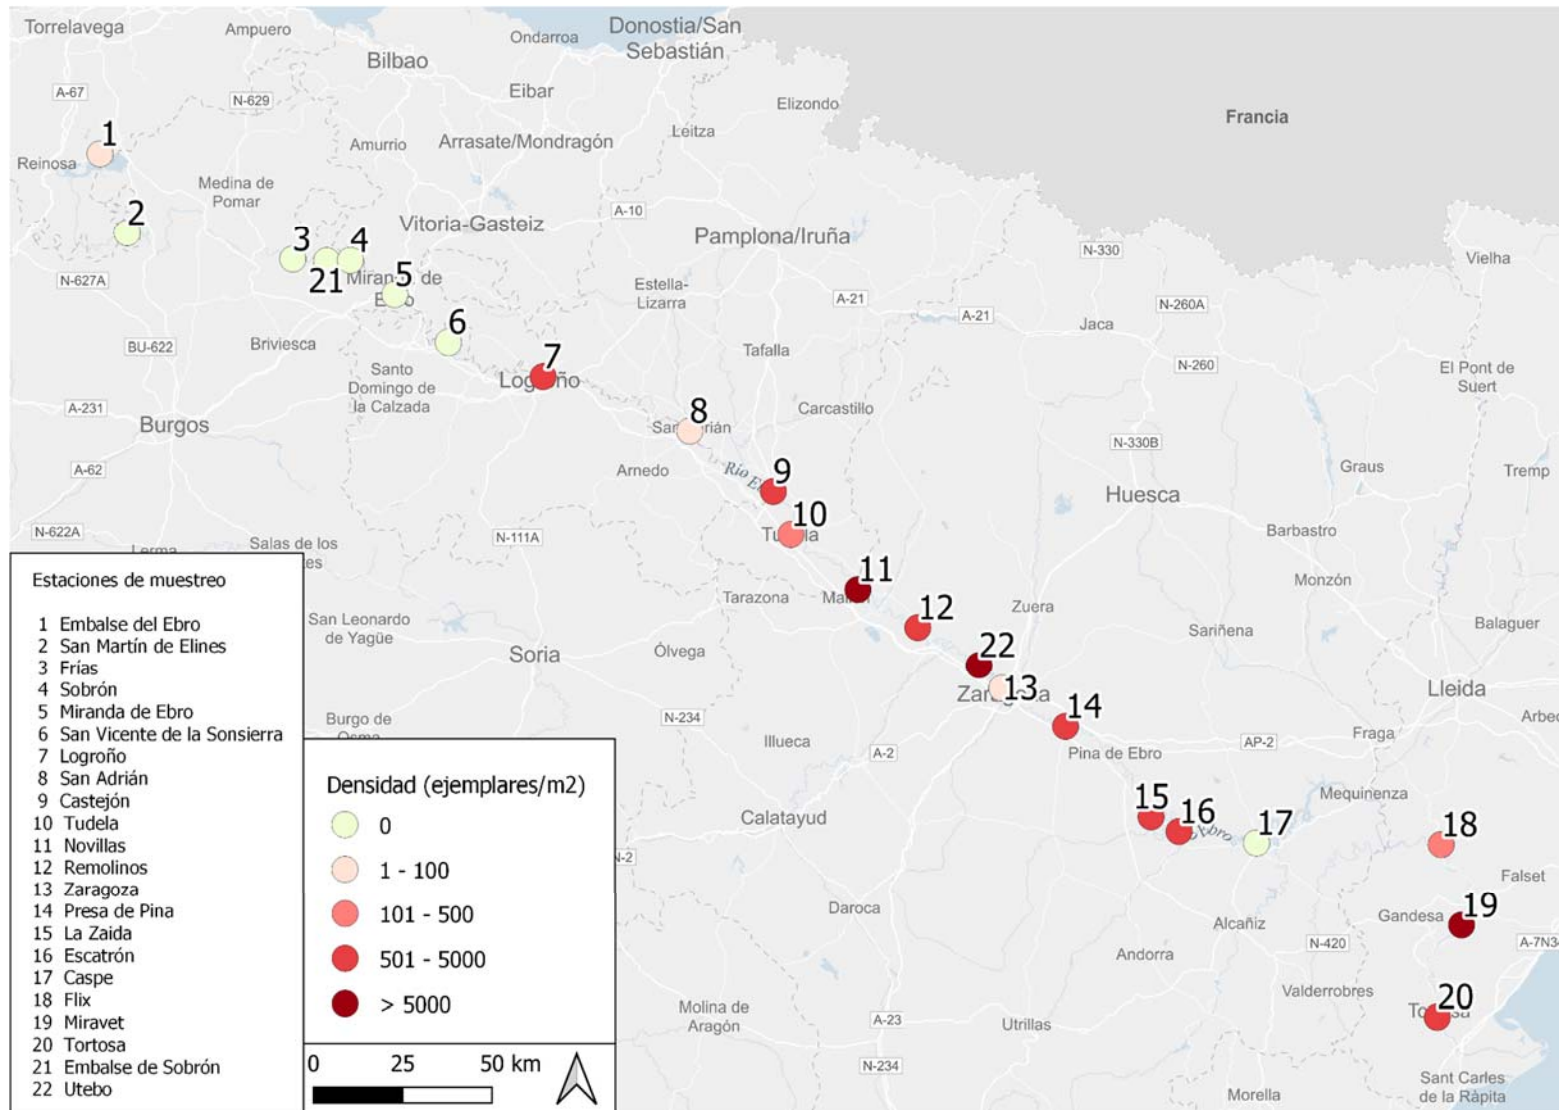 Torrelavega
Ampuero
Ondarroa
Donostia/San
Sebastián
Bilbao
A-67
N-629
Eibar
Elizondo
Francia
1
Reinosa
Amurrio
Arrasate/Mondragón
Leitza
Medina de
Pomar
2
Vitoria-Gasteiz
A-10
Pamplona/Iruña
N-330
Vielha
3
4
21
5
N-627A
Estella-
Lizarra
A-21
A-21
N-260A
Jaca
6
BU-622
Briviesca
7
Tafalla
N-260
El Pont de
Suert
Santo
Domingo de
la Calzada
Logroño
A-231
Burgos
8
Carcastillo
N-330B
A-62
Arnedo
Río
9
Graus
Tremp
Huesca
10
N-622A
Lerma
Salas de los
N-111A
Barbastro
11
Monzón
Tarazona
12
Zuera
Balaguer
San Leonardo
de Yagüe
Soria
Ólvega
22
Sariñena
Zaragoza
13
Lleida
Burgo de
Osma
N-234
14
Illueca
A-2
Pina de Ebro
AP-2
Fraga
15
16
17
Mequinenza
18
Calatayud
N-2
Falset
Daroca
Alcañiz
Gandesa
19
Andorra
N-420
Valderrobres
20
Molina de
Aragón
A-23
Utrillas
N-234
Morella
Sant Carles
de la Ràpita
Estaciones de muestreo
1 Embalse del Ebro
2 San Martín de Elines
3 Frías
4 Sobrón
5 Miranda de Ebro
6 San Vicente de la Sonsierra
7 Logroño
8 San Adrián
9 Castejón
10 Tudela
11 Novillas
12 Remolinos
13 Zaragoza
14 Presa de Pina
15 La Zaida
16 Escatrón
17 Caspe
18 Flix
19 Miravet
20 Tortosa
21 Embalse de Sobrón
22 Utebo
Densidad (ejemplares/m2)
0
1 - 100
101 - 500
501 - 5000
> 5000
0 25 50 km